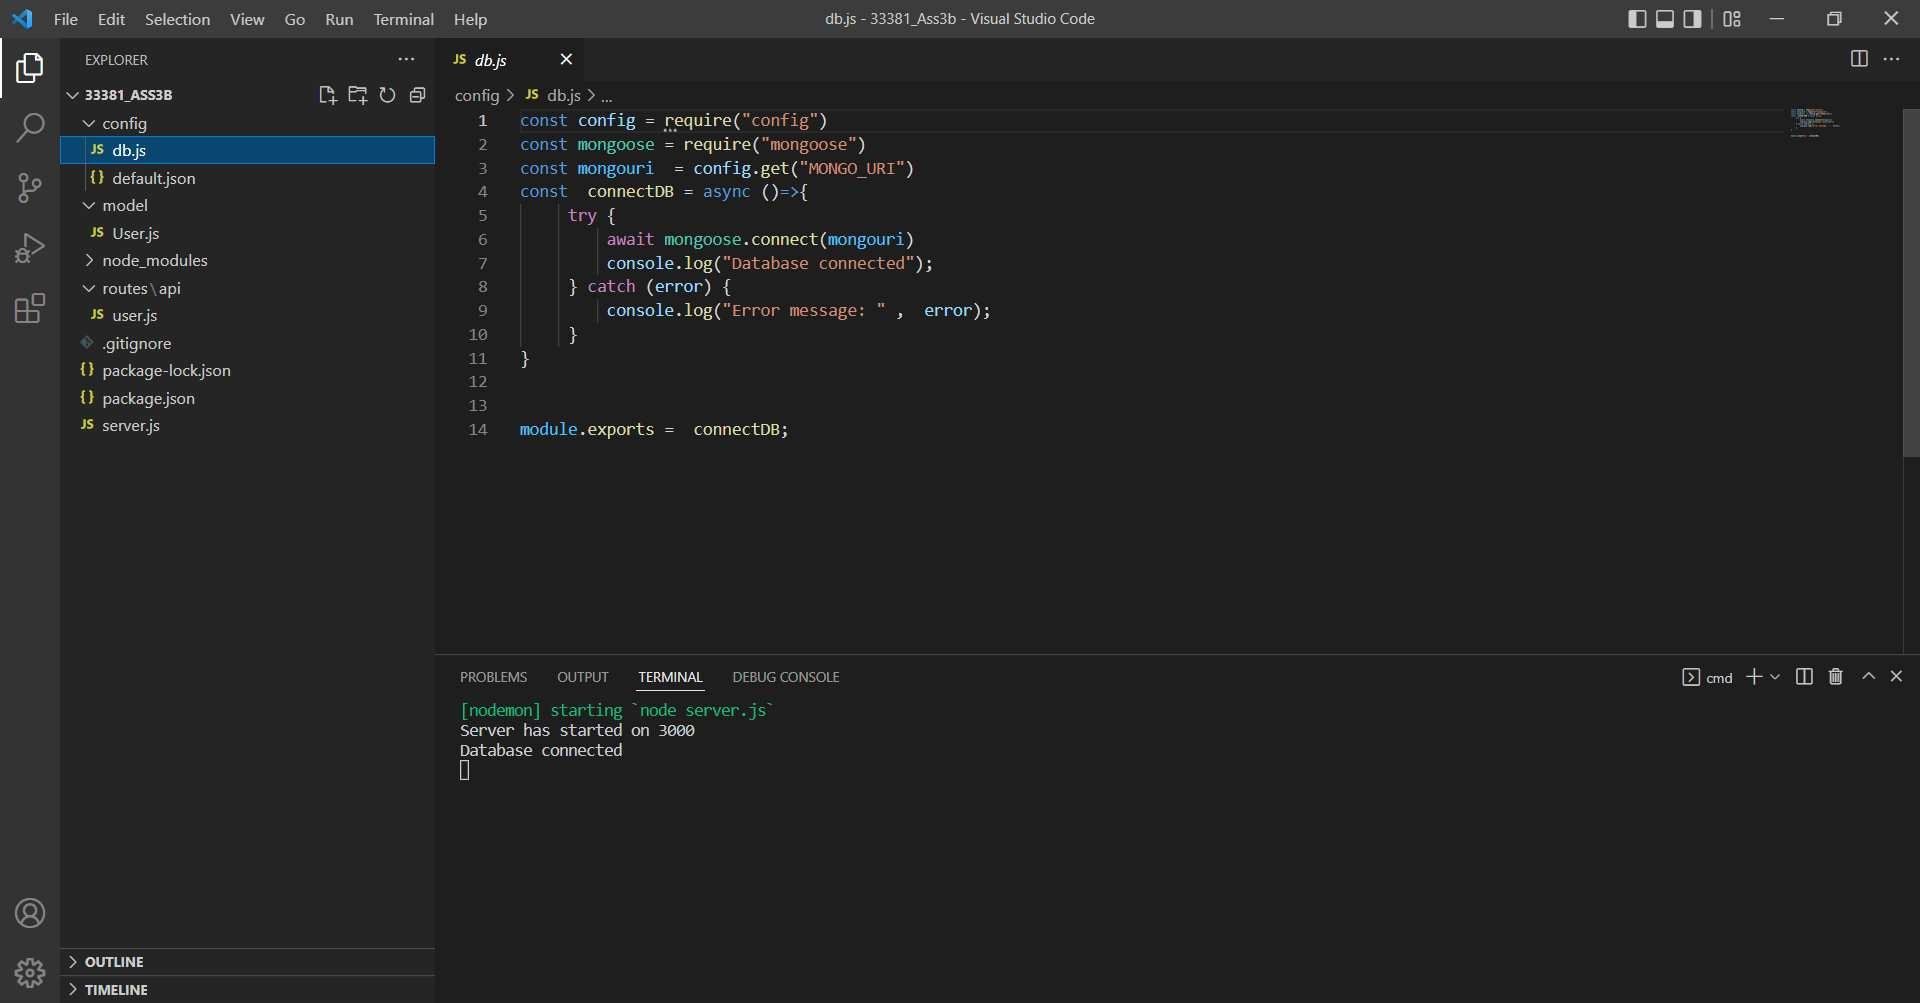 File Edit Selection View Go Run Terminal Help
db.js - 33381_Ass3b - Visual Studio Code
EXPLORER
33381_ASS3B
config
JS db.js
{} default.json
model
JS User.js
node_modules
routes\api
JS user.js
.gitignore
{} package-lock.json
{} package.json
JS server.js
OUTLINE
TIMELINE
JS db.js
config > JS db.js > ...
1 const config = require("config")
2 const mongoose = require("mongoose")
3 const mongouri  = config.get("MONGO_URI")
4 const  connectDB = async ()=>{
5      try {
6          await mongoose.connect(mongouri)
7          console.log("Database connected");
8      } catch (error) {
9          console.log("Error message: " ,  error);
10      }
11 }
12
13
14 module.exports =  connectDB;
PROBLEMS OUTPUT TERMINAL DEBUG CONSOLE
cmd
[nodemon] starting `node server.js`
Server has started on 3000
Database connected